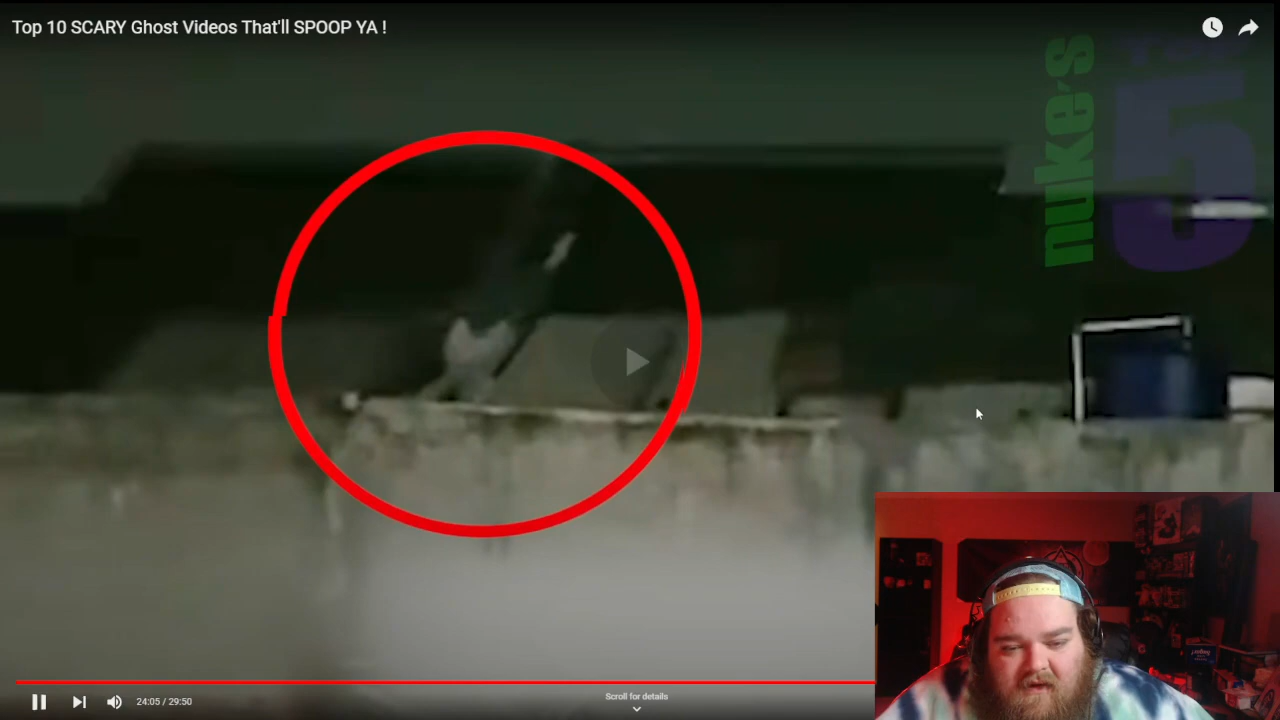 Top 10 SCARY Ghost Videos That'll SPOOP YA !
nuke's
5
24:05 / 29:50
Scroll for details